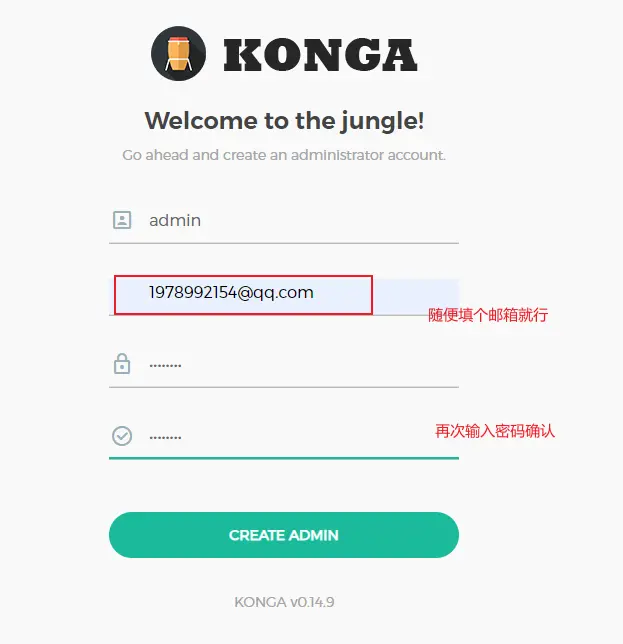 KONGA
Welcome to the jungle!
Go ahead and create an administrator account.
admin
1978992154@qq.com
随便填个邮箱就行
········
········
再次输入密码确认
CREATE ADMIN
KONGA v0.14.9